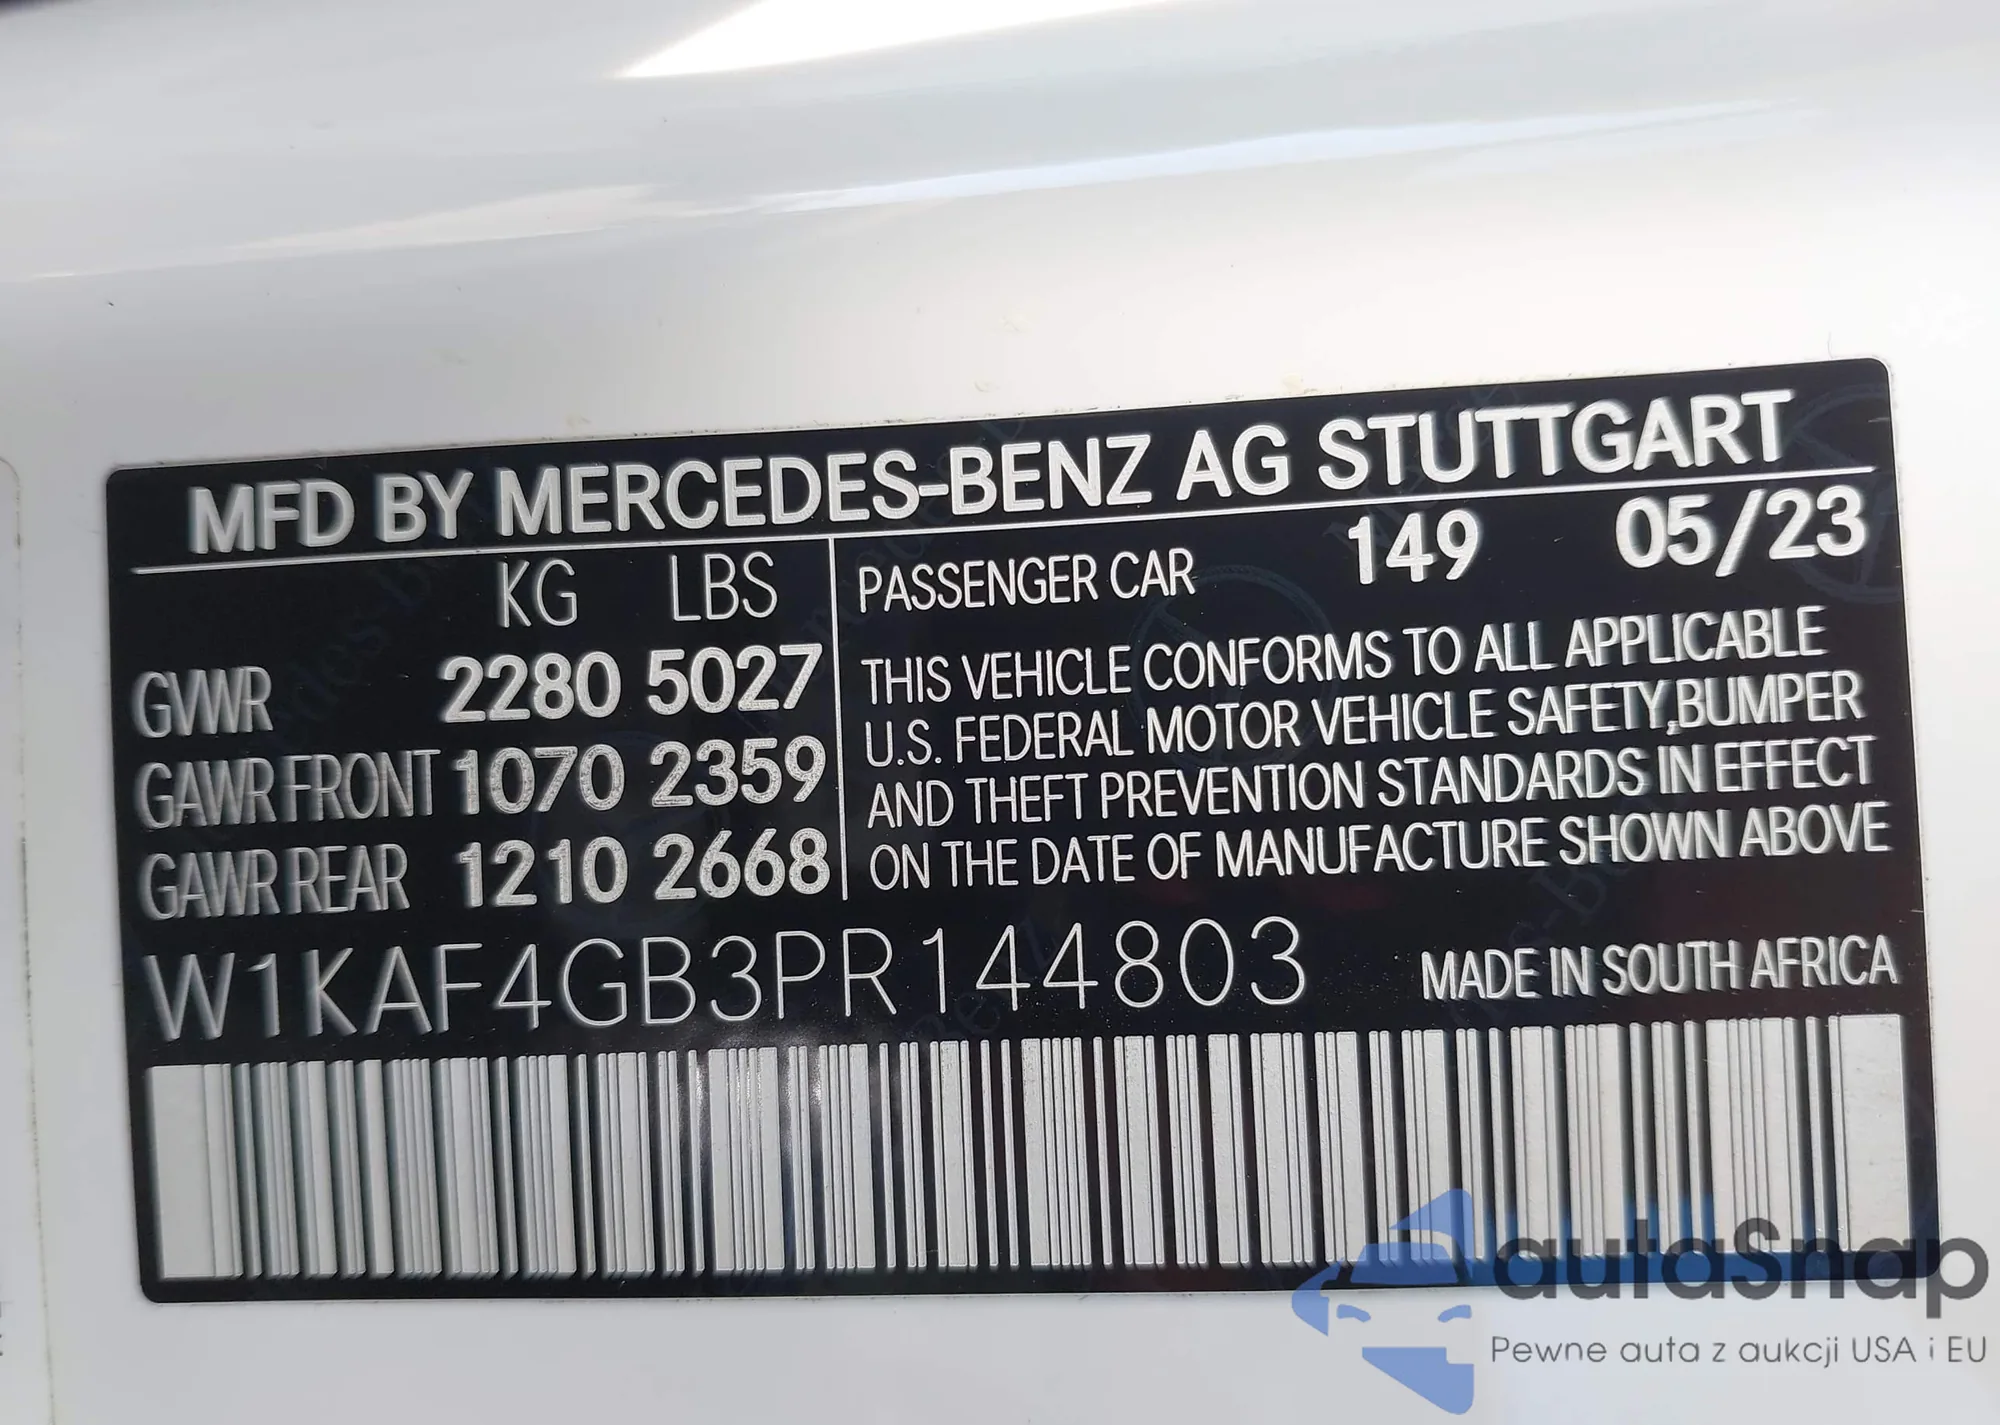 MFD BY MERCEDES-BENZ AG STUTTGART
KG LBS
GVWR 2280 5027
GAWR FRONT 1070 2359
GAWR REAR 1210 2668
PASSENGER CAR 149 05/23
THIS VEHICLE CONFORMS TO ALL APPLICABLE
U.S. FEDERAL MOTOR VEHICLE SAFETY,BUMPER
AND THEFT PREVENTION STANDARDS IN EFFECT
ON THE DATE OF MANUFACTURE SHOWN ABOVE
W1KAF4GB3PR144803 MADE IN SOUTH AFRICA
autaSnap
Pewne auta z aukcji USA i EU